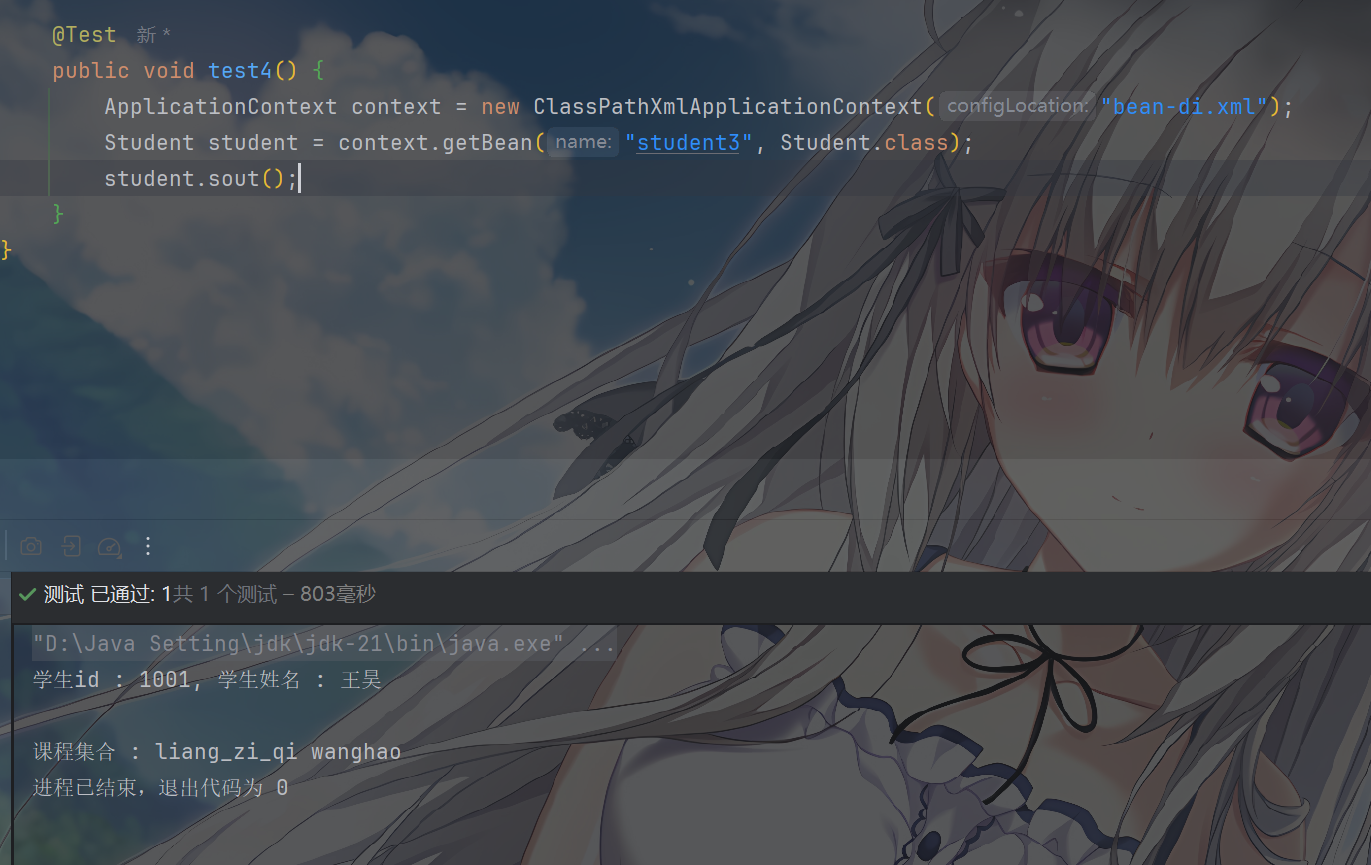 @Test 新 *
public void test4() {
ApplicationContext context = new ClassPathXmlApplicationContext( configLocation: "bean-di.xml");
Student student = context.getBean( name: "student3", Student.class);
student.sout();
}
}
测试 已通过: 1共 1 个测试 – 803毫秒
"D:\Java Setting\jdk\jdk-21\bin\java.exe" ...
学生id : 1001, 学生姓名 : 王昊
课程集合 : liang_zi_qi wanghao
进程已结束，退出代码为 0